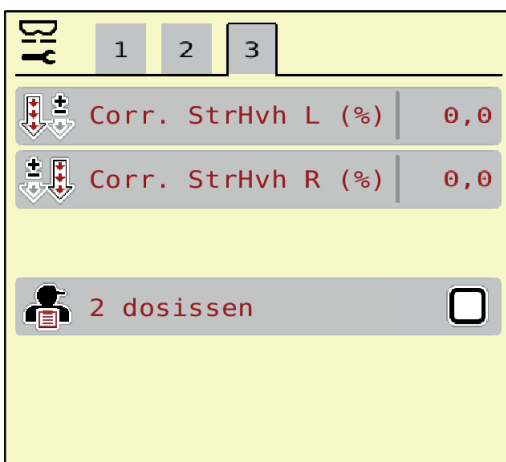 1 2 3
Corr. StrHvh L (%) 0,0
Corr. StrHvh R (%) 0,0
2 dosissen